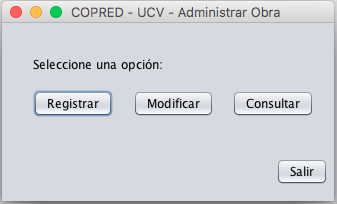 COPRED - UCV - Administrar Obra
Seleccione una opción:
Registrar Modificar Consultar
Salir